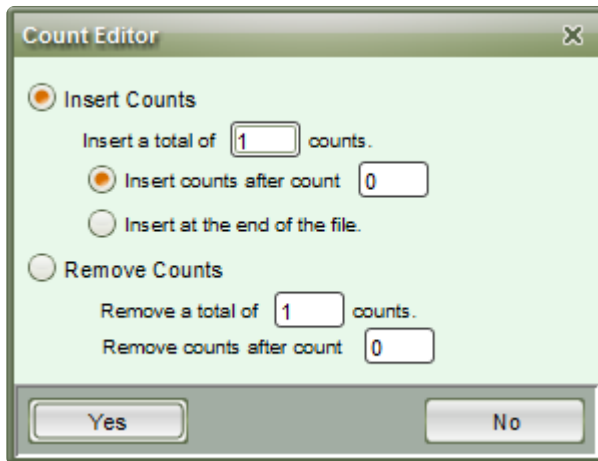 Count Editor
Insert Counts
Insert a total of 1 counts.
Insert counts after count 0
Insert at the end of the file.
Remove Counts
Remove a total of 1 counts.
Remove counts after count 0
Yes No